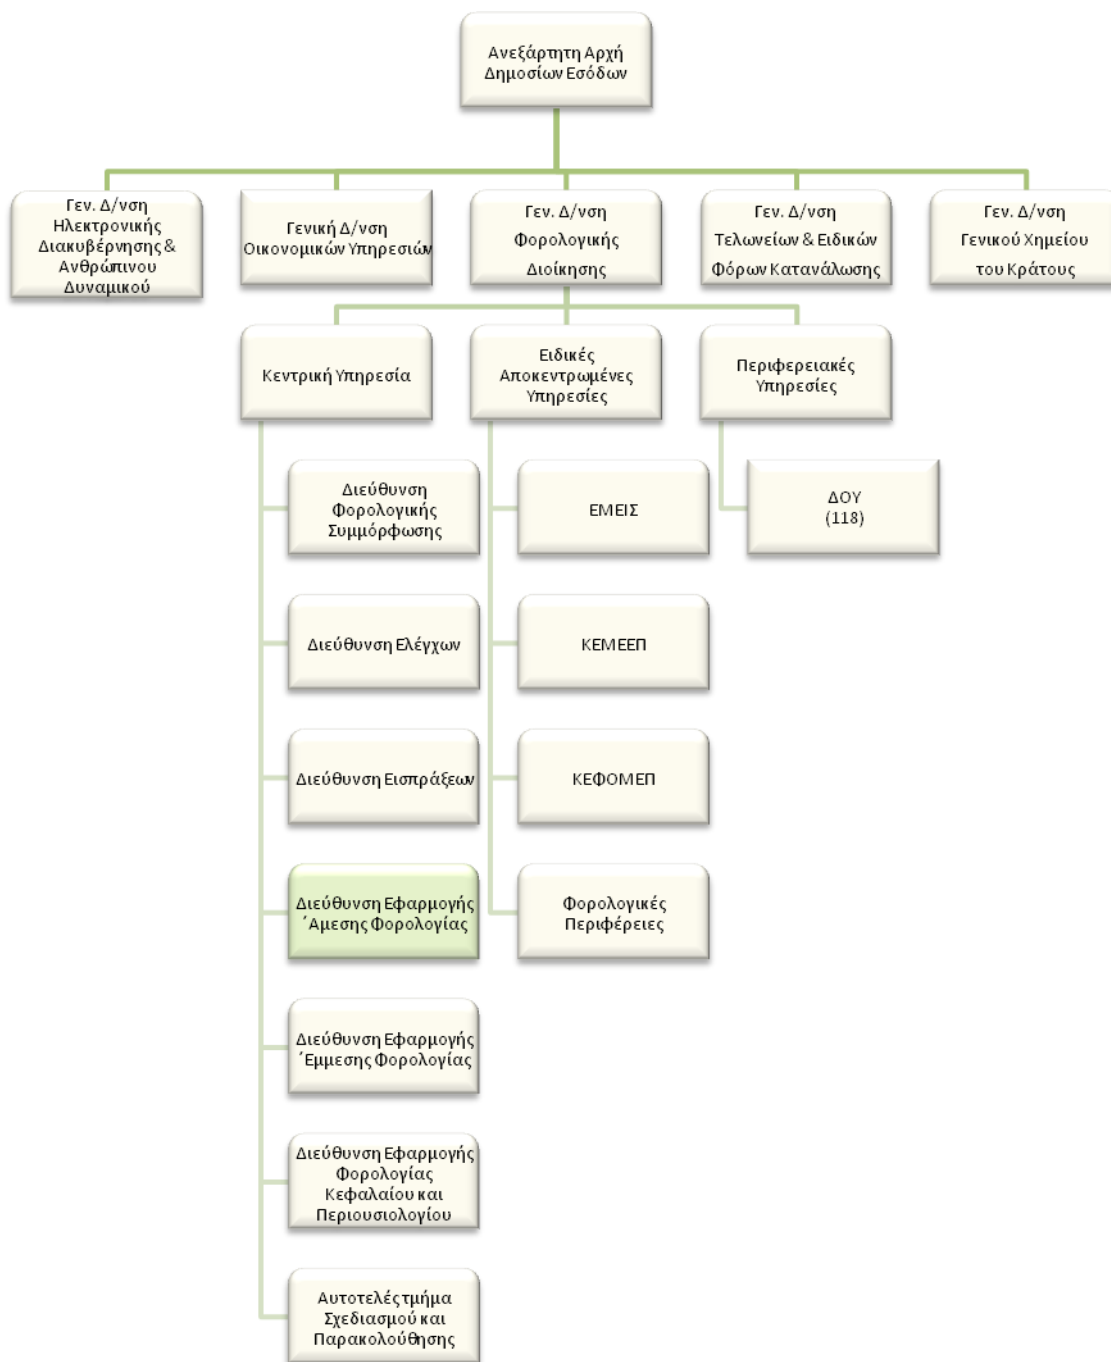 Ανεξάρτητη Αρχή
Δημοσίων Εσόδων
Γεν. Δ/νση
Ηλεκτρονικής
Διακυβέρνησης &
Ανθρώπινου
Δυναμικού
Γενική Δ/νση
Οικονομικών Υπηρεσιών
Γεν. Δ/νση
Φορολογικής
Διοίκησης
Γεν. Δ/νση
Τελωνείων & Ειδικών
Φόρων Κατανάλωσης
Γεν. Δ/νση
Γενικού Χημείου
του Κράτους
Κεντρική Υπηρεσία
Ειδικές
Αποκεντρωμένες
Υπηρεσίες
Περιφερειακές
Υπηρεσίες
Διεύθυνση
Φορολογικής
Συμμόρφωσης
Διεύθυνση Ελέγχων
Διεύθυνση Εισπράξεων
Διεύθυνση Εφαρμογής
΄Αμεσης Φορολογίας
Διεύθυνση Εφαρμογής
΄Εμμεσης Φορολογίας
Διεύθυνση Εφαρμογής
Φορολογίας
Κεφαλαίου και
Περιουσιολογίου
Αυτοτελές τμήμα
Σχεδιασμού και
Παρακολούθησης
ΕΜΕΙΣ
ΚΕΜΕΕΠ
ΚΕΦΟΜΕΠ
Φορολογικές
Περιφέρειες
ΔΟΥ
(118)